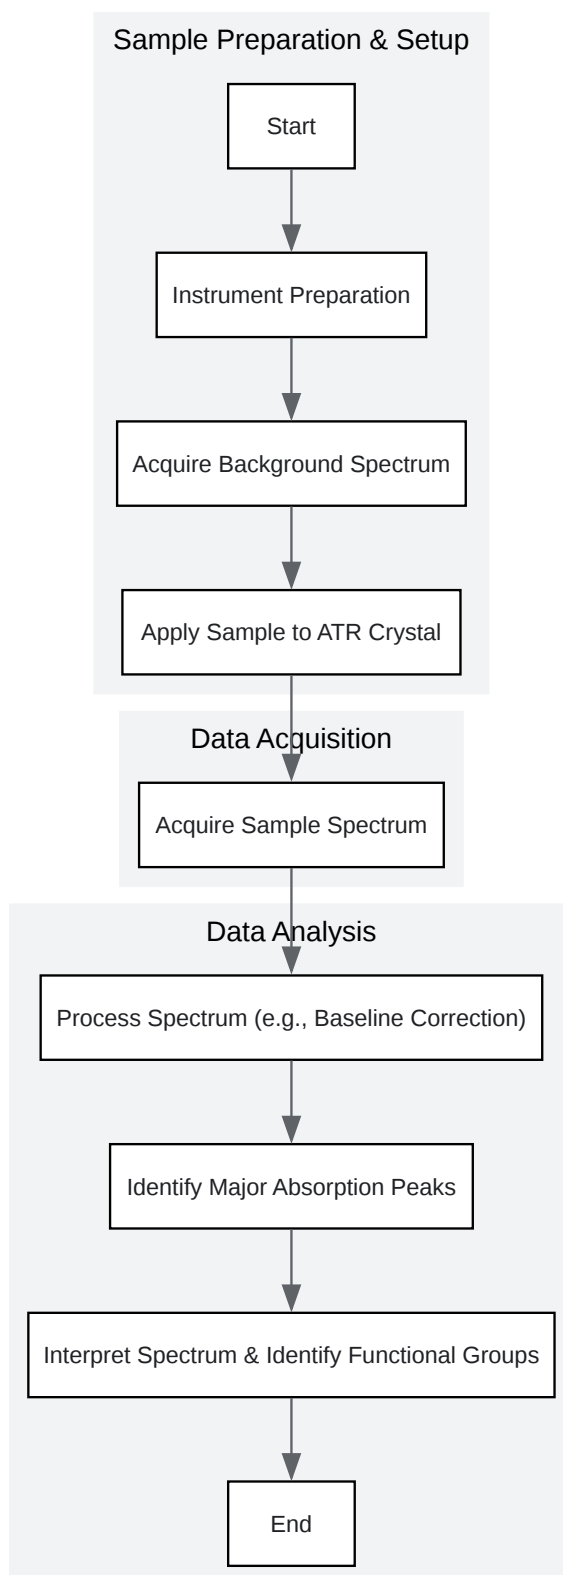 Sample Preparation & Setup
Start
Instrument Preparation
Acquire Background Spectrum
Apply Sample to ATR Crystal
Data Acquisition
Acquire Sample Spectrum
Data Analysis
Process Spectrum (e.g., Baseline Correction)
Identify Major Absorption Peaks
Interpret Spectrum & Identify Functional Groups
End